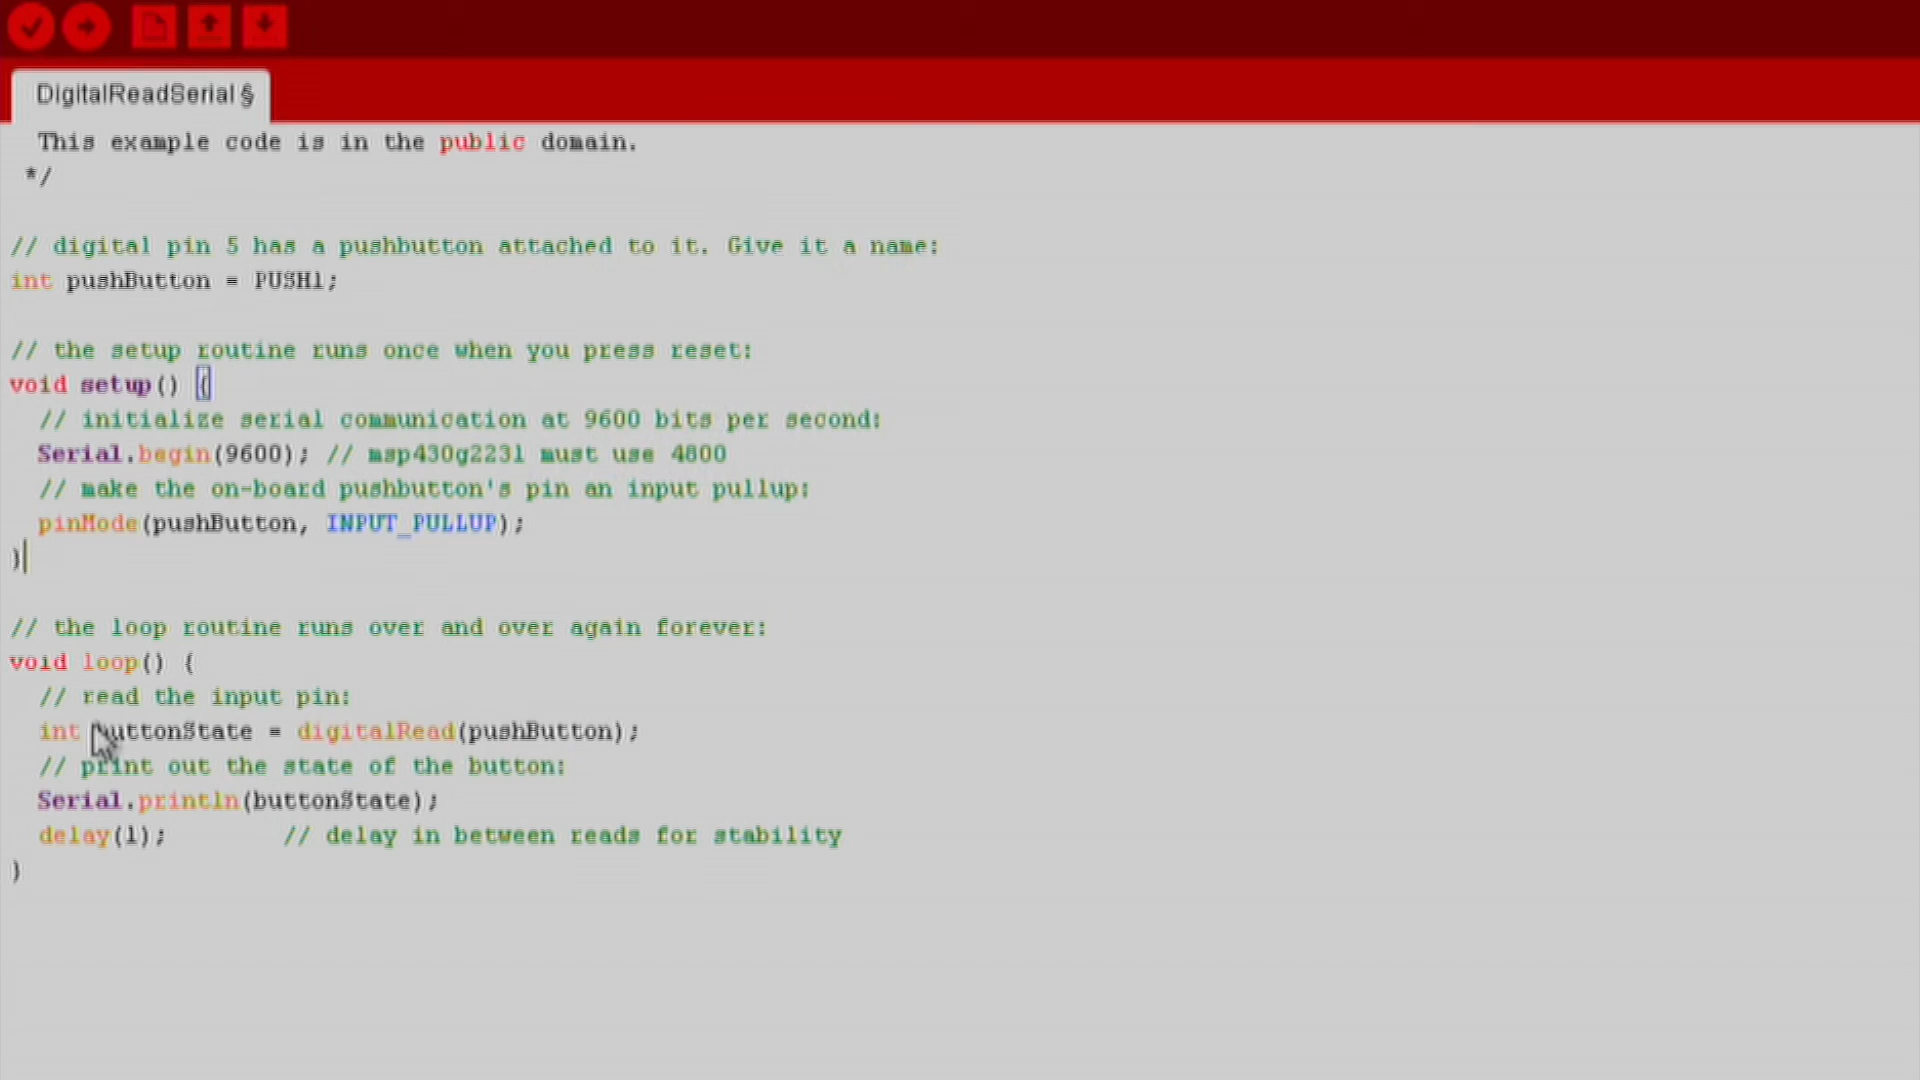 DigitalReadSerial §
This example code is in the public domain.
*/
// digital pin 5 has a pushbutton attached to it. Give it a name:
int pushButton = PUSH1;
// the setup routine runs once when you press reset:
void setup() {
// initialize serial communication at 9600 bits per second:
Serial.begin(9600); // msp430g2231 must use 4800
// make the on-board pushbutton's pin an input pullup:
pinMode(pushButton, INPUT_PULLUP);
}
// the loop routine runs over and over again forever:
void loop() {
// read the input pin:
int buttonState = digitalRead(pushButton);
// print out the state of the button:
Serial.println(buttonState);
delay(1); // delay in between reads for stability
}